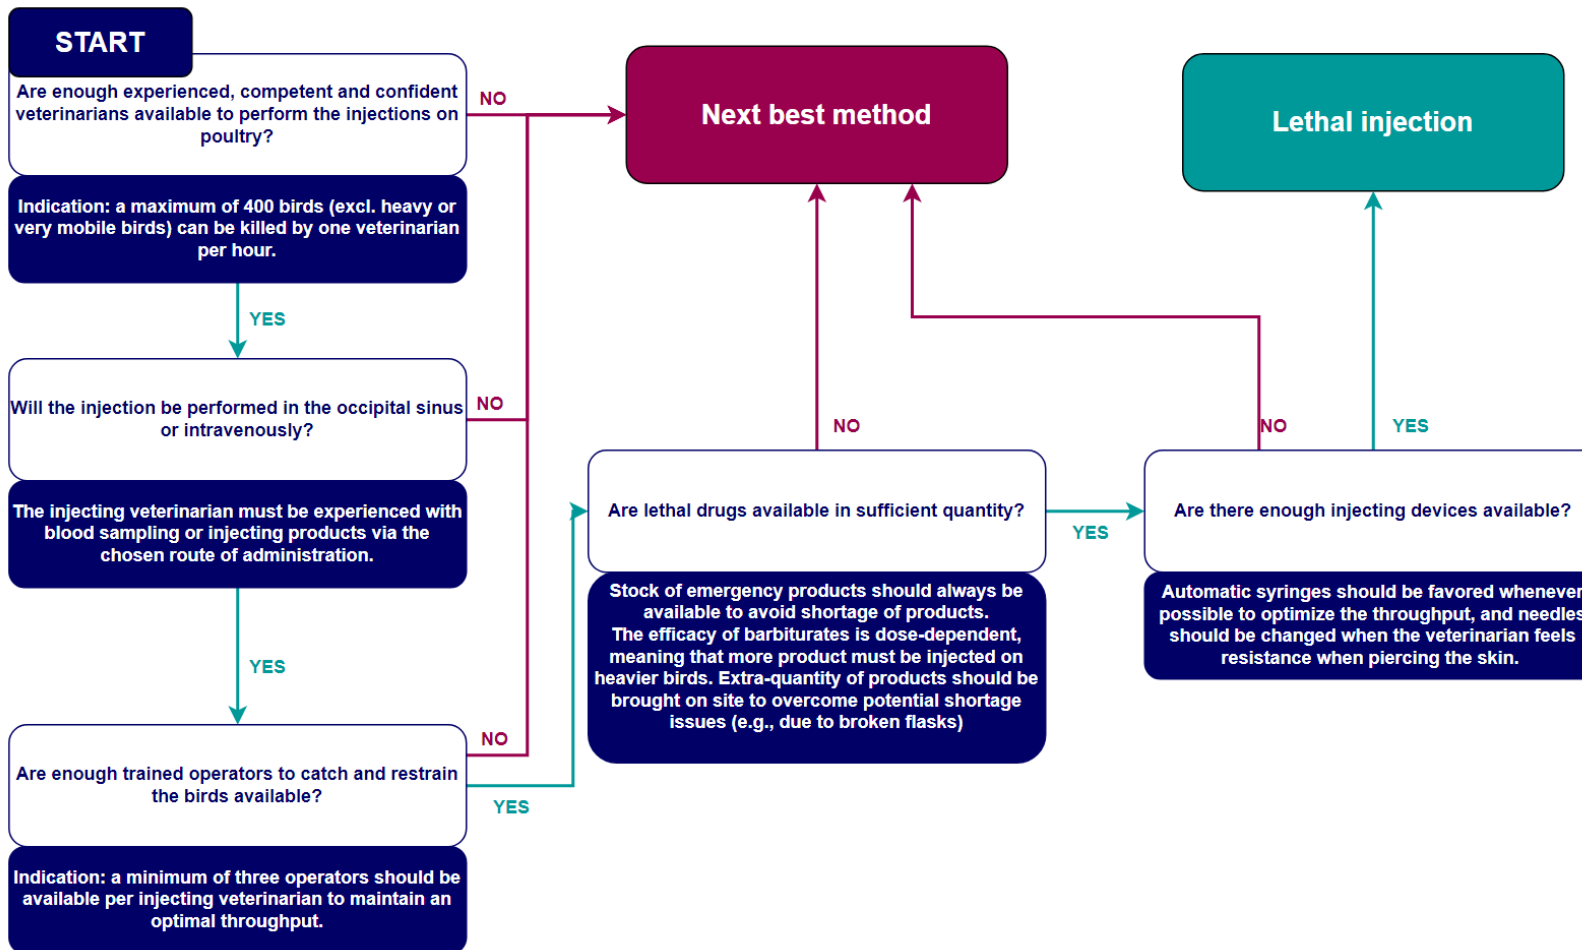 START
Are enough experienced, competent and confident
veterinarians available to perform the injections on
poultry?
NO
Indication: a maximum of 400 birds (excl. heavy or
very mobile birds) can be killed by one veterinarian
per hour.
YES
Will the injection be performed in the occipital sinus
or intravenously?
NO
The injecting veterinarian must be experienced with
blood sampling or injecting products via the
chosen route of administration.
YES
Are enough trained operators to catch and restrain
the birds available?
NO
YES
Indication: a minimum of three operators should be
available per injecting veterinarian to maintain an
optimal throughput.
Next best method
Lethal injection
NO
Are lethal drugs available in sufficient quantity?
YES
Stock of emergency products should always be
available to avoid shortage of products.
The efficacy of barbiturates is dose-dependent,
meaning that more product must be injected on
heavier birds. Extra-quantity of products should be
brought on site to overcome potential shortage
issues (e.g., due to broken flasks)
NO
YES
Are there enough injecting devices available?
Automatic syringes should be favored whenever
possible to optimize the throughput, and needles
should be changed when the veterinarian feels
resistance when piercing the skin.